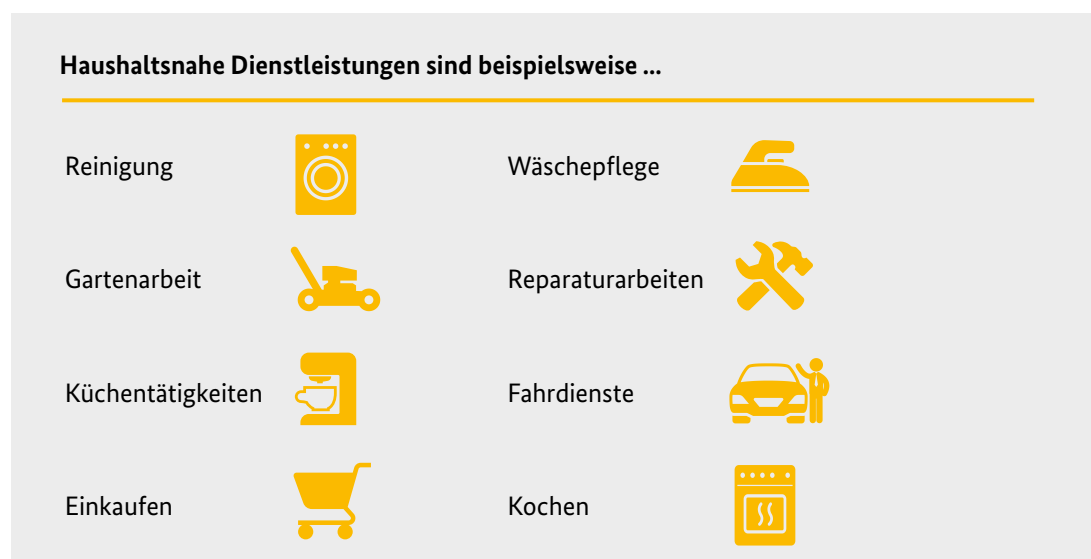 Haushaltsnahe Dienstleistungen sind beispielsweise ...
Reinigung
Wäschepflege
Gartenarbeit
Reparaturarbeiten
Küchentätigkeiten
Fahrdienste
Einkaufen
Kochen